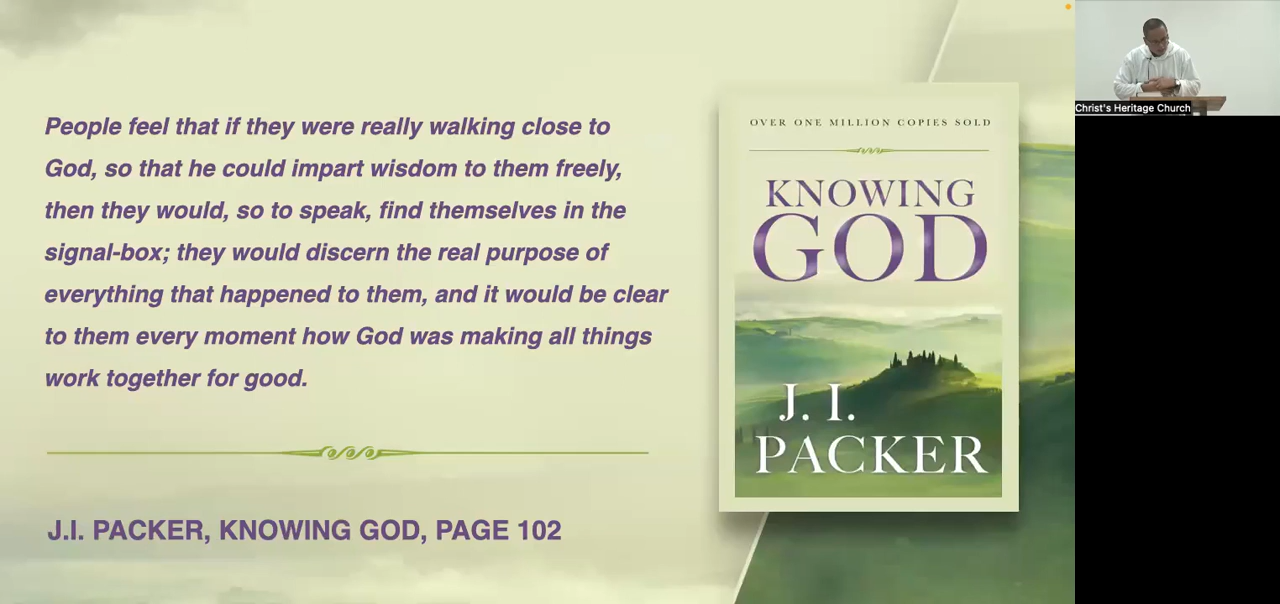 People feel that if they were really walking close to
God, so that he could impart wisdom to them freely,
then they would, so to speak, find themselves in the
signal-box; they would discern the real purpose of
everything that happened to them, and it would be clear
to them every moment how God was making all things
work together for good.
J.I. PACKER, KNOWING GOD, PAGE 102
OVER ONE MILLION COPIES SOLD
KNOWING
GOD
J. I.
PACKER
Christ's Heritage Church